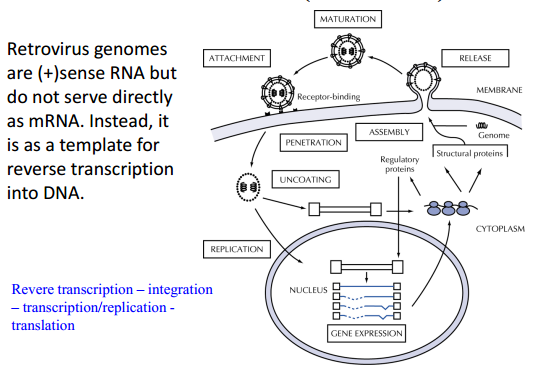 Retrovirus genomes
are (+)sense RNA but
do not serve directly
as mRNA. Instead, it
is as a template for
reverse transcription
into DNA.
Revere transcription – integration
– transcription/replication -
translation
MATURATION
ATTACHMENT
RELEASE
Receptor-binding
MEMBRANE
ASSEMBLY
Genome
PENETRATION
Structural proteins
Regulatory
proteins
UNCOATING
CYTOPLASM
REPLICATION
NUCLEUS
GENE EXPRESSION